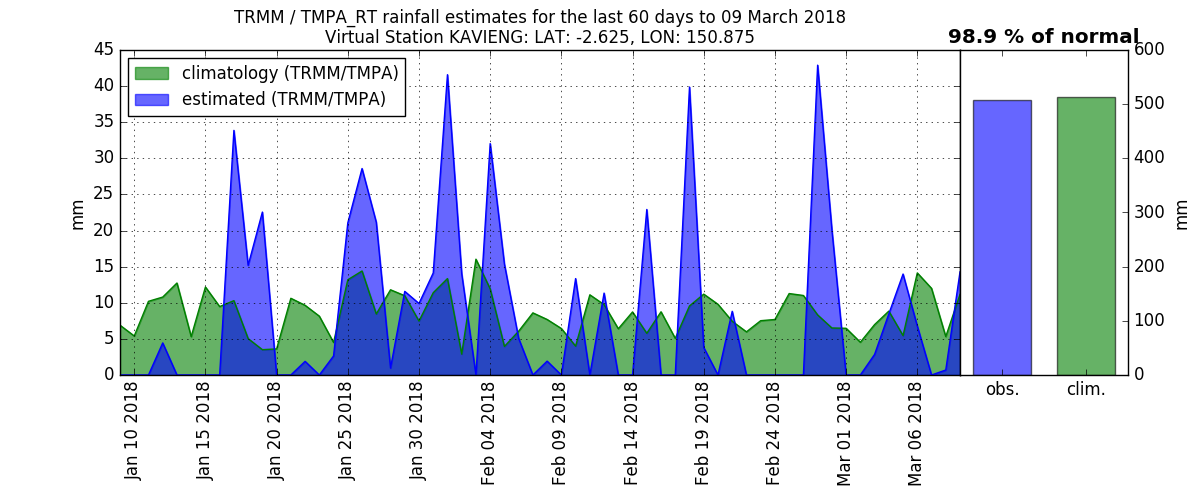 TRMM / TMPA_RT rainfall estimates for the last 60 days to 09 March 2018
Virtual Station KAVIENG: LAT: -2.625, LON: 150.875
98.9 % of normal
climatology (TRMM/TMPA)
estimated (TRMM/TMPA)
45
40
35
30
25
20
15
10
5
0
mm
600
500
400
300
200
100
0
mm
Jan 10 2018
Jan 15 2018
Jan 20 2018
Jan 25 2018
Jan 30 2018
Feb 04 2018
Feb 09 2018
Feb 14 2018
Feb 19 2018
Feb 24 2018
Mar 01 2018
Mar 06 2018
obs.
clim.